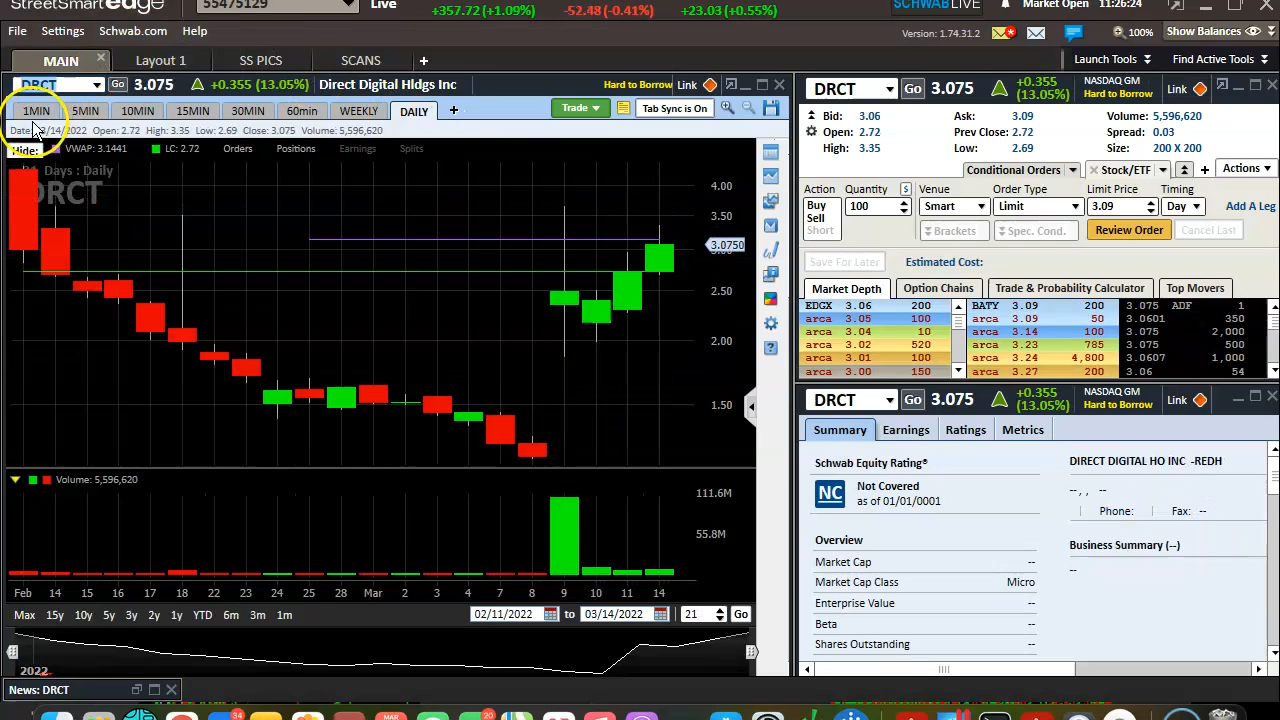 StreetSmart edge
55475129
Live
+357.72 (+1.09%)
-52.48 (-0.41%)
+23.03 (+0.55%)
SCHWABLIVE
Market Open 11:26:24
File Settings Schwab.com Help
Version: 1.74.31.2
100%
Show Balances
MAIN
Layout 1
SS PICS
SCANS
+
Launch Tools
Find Active Tools
DRCT
Go
3.075
+0.355 (13.05%)
Direct Digital Hldgs Inc
Hard to Borrow
Link
1MIN 5MIN 10MIN 15MIN 30MIN 60min WEEKLY DAILY +
Trade
Tab Sync is On
Date: 03/14/2022 Open: 2.72 High: 3.35 Low: 2.69 Close: 3.075 Volume: 5,596,620
Hide:
VWAP: 3.1441
LC: 2.72
Orders
Positions
Earnings
Splits
Days : Daily
DRCT
4.00
3.50
3.0750
3.00
2.50
2.00
1.50
Volume: 5,596,620
111.6M
55.8M
Feb 14 15 16 17 18 22 23 24 25 28 Mar 2 3 4 7 8 9 10 11 14
Max 15y 10y 5y 3y 2y 1y YTD 6m 3m 1m
02/11/2022 to 03/14/2022
21
Go
2022
News: DRCT
DRCT
Go
3.075
+0.355
(13.05%)
NASDAQ GM
Hard to Borrow
Link
Bid: 3.06 Ask: 3.09 Volume: 5,596,620
Open: 2.72 Prev Close: 2.72 Spread: 0.03
High: 3.35 Low: 2.69 Size: 200 X 200
Conditional Orders
Stock/ETF
+
Actions
Action Quantity $ Venue Order Type Limit Price Timing
Buy
Sell
Short
100
Smart
Limit
3.09
Day
Add A Leg
Brackets
Spec. Cond.
Review Order
Cancel Last
Save For Later
Estimated Cost:
Market Depth
Option Chains
Trade & Probability Calculator
Top Movers
EDGX 3.06 200 BATY 3.09 200 3.075 ADF 1
arca 3.05 100 arca 3.09 50 3.0601 350
arca 3.04 10 arca 3.14 100 3.075 2,000
arca 3.02 520 arca 3.23 785 3.075 500
arca 3.01 100 arca 3.24 4,800 3.0607 1,000
arca 3.00 150 arca 3.27 200 3.06 54
DRCT
Go
3.075
+0.355
(13.05%)
NASDAQ GM
Hard to Borrow
Link
Summary
Earnings
Ratings
Metrics
Schwab Equity Rating®
NC
Not Covered
as of 01/01/0001
DIRECT DIGITAL HO INC -REDH
-- , , --
Phone: Fax: --
Overview
Business Summary (--)
--
Market Cap --
Market Cap Class Micro
Enterprise Value --
Beta --
Shares Outstanding --
34
MAR
20